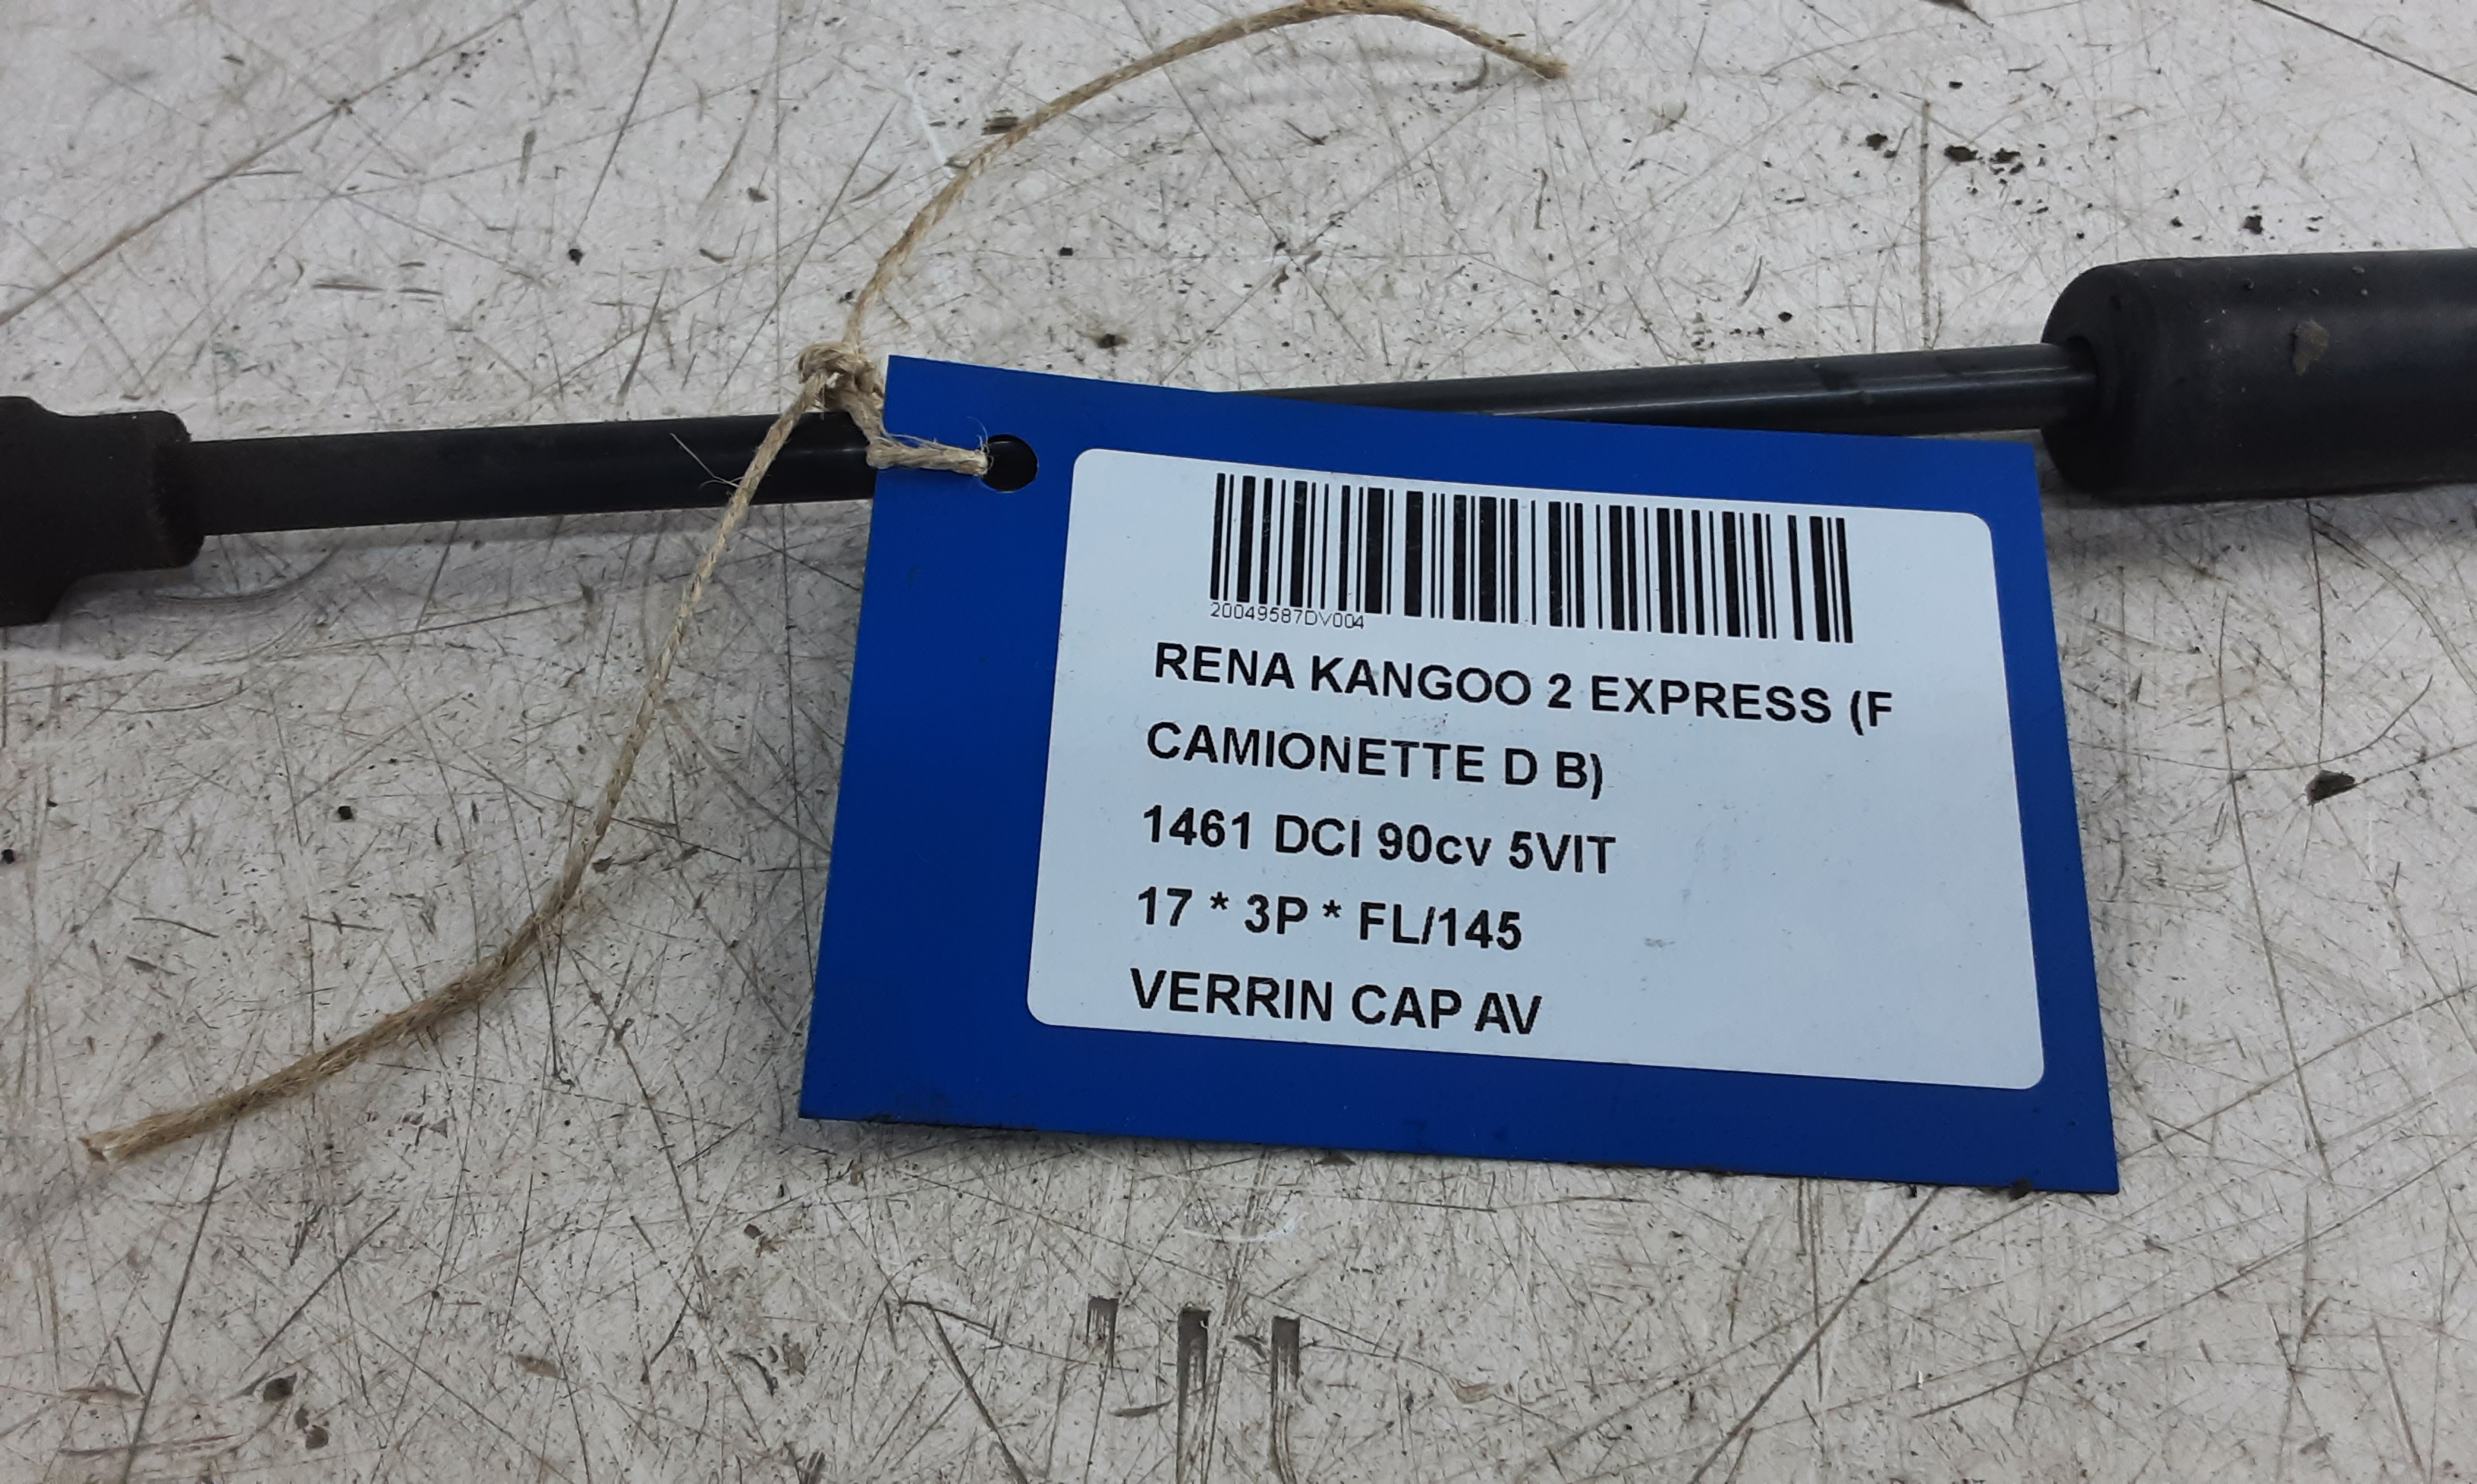 20049587DV004
RENA KANGOO 2 EXPRESS (F
CAMIONETTE D B)
1461 DCI 90cv 5VIT
17 * 3P * FL/145
VERRIN CAP AV